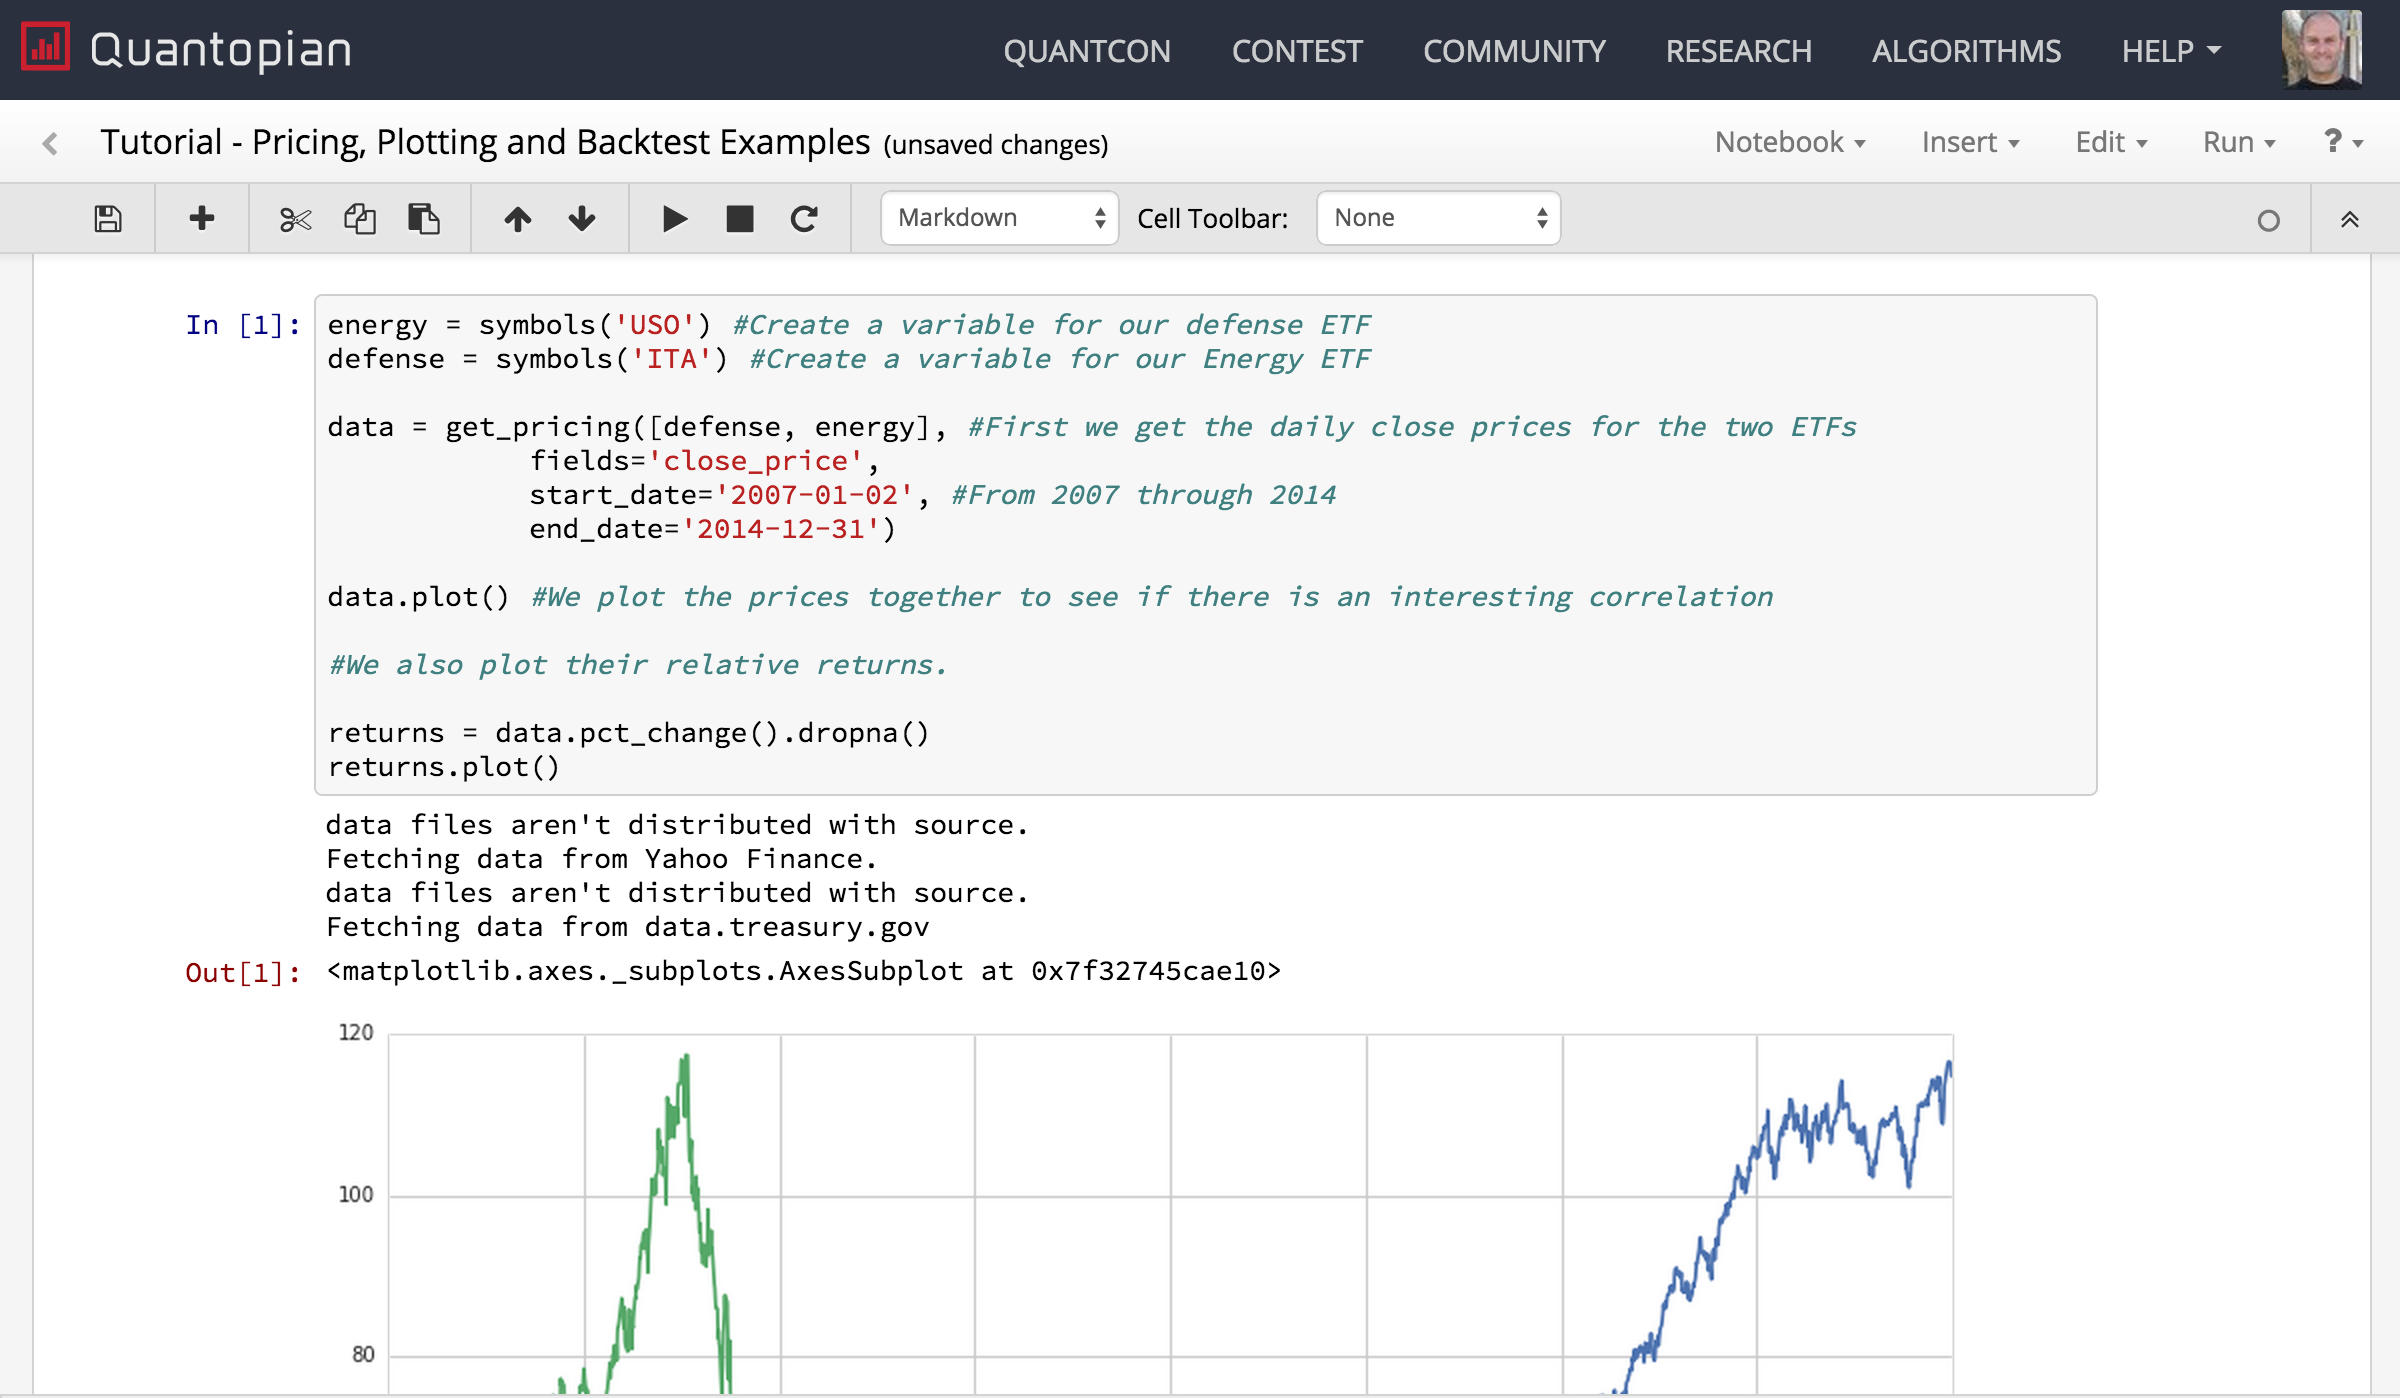 Quantopian
QUANTCON CONTEST COMMUNITY RESEARCH ALGORITHMS HELP
Tutorial - Pricing, Plotting and Backtest Examples (unsaved changes)
Notebook Insert Edit Run ?
Markdown Cell Toolbar: None
In [1]: energy = symbols('USO') #Create a variable for our defense ETF
defense = symbols('ITA') #Create a variable for our Energy ETF
data = get_pricing([defense, energy], #First we get the daily close prices for the two ETFs
fields='close_price',
start_date='2007-01-02', #From 2007 through 2014
end_date='2014-12-31')
data.plot() #We plot the prices together to see if there is an interesting correlation
#We also plot their relative returns.
returns = data.pct_change().dropna()
returns.plot()
data files aren't distributed with source.
Fetching data from Yahoo Finance.
data files aren't distributed with source.
Fetching data from data.treasury.gov
Out[1]: <matplotlib.axes._subplots.AxesSubplot at 0x7f32745cae10>
120
100
80